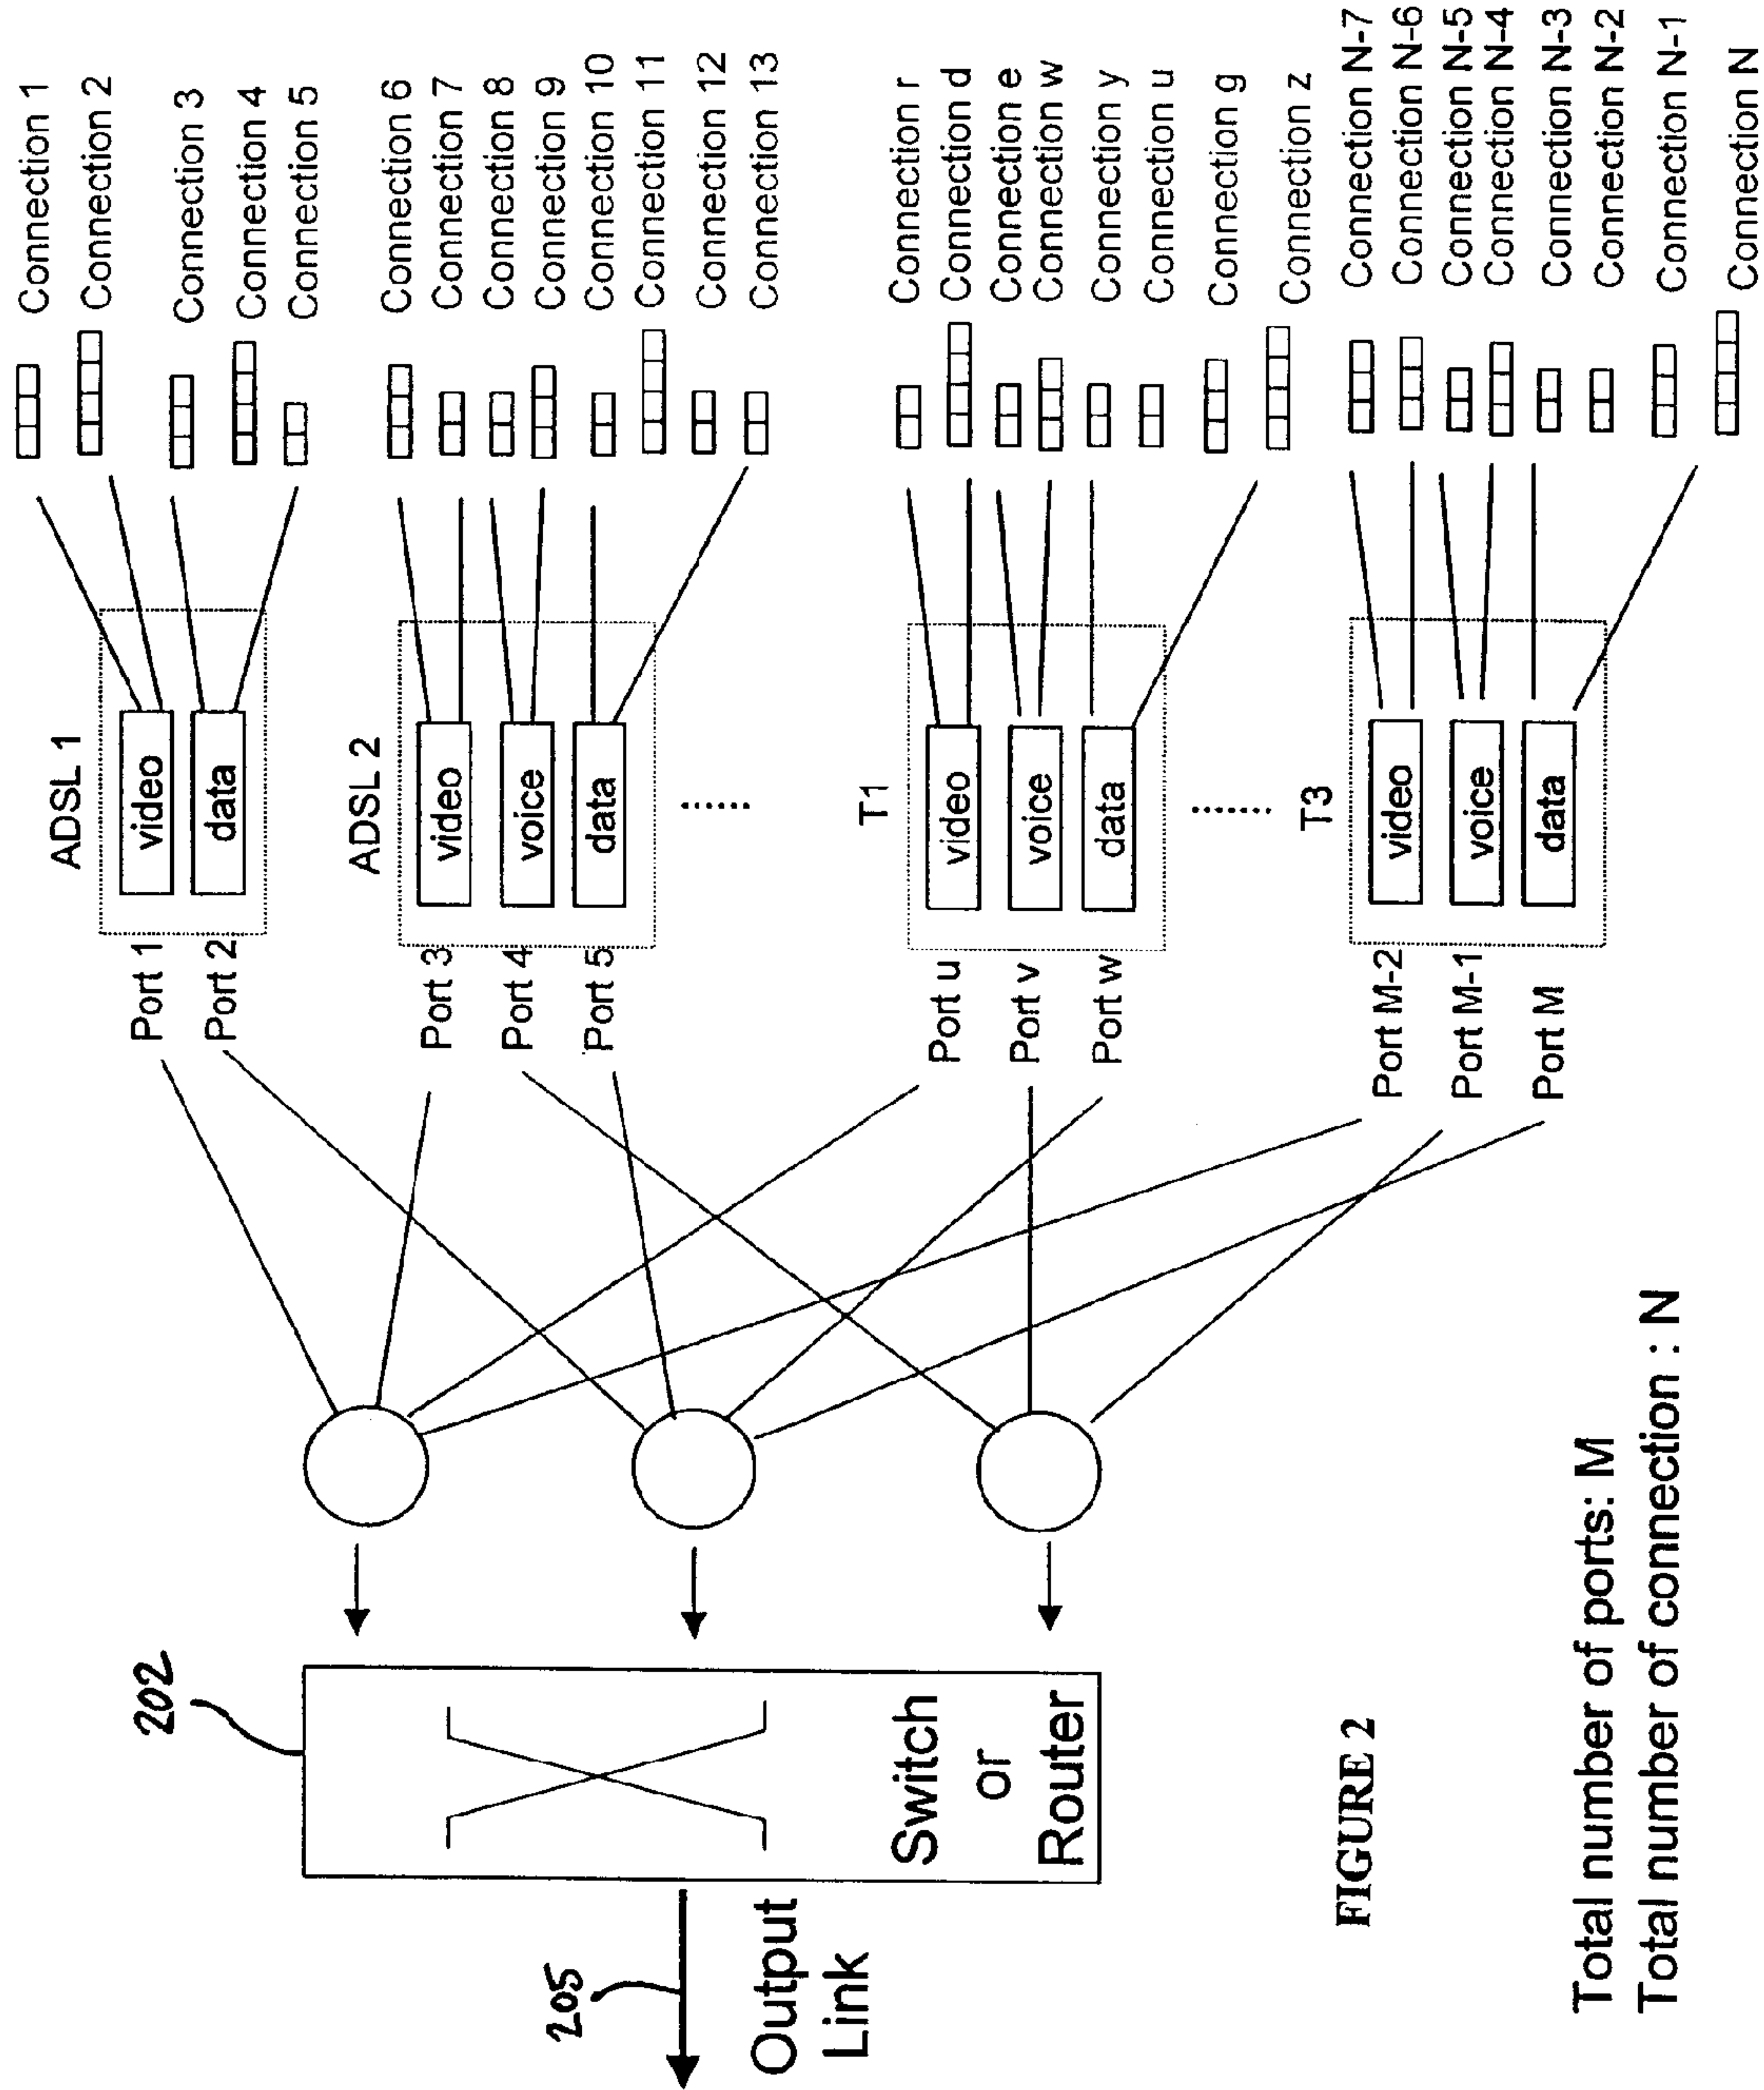 Connection 1
Connection 2
Connection 3
Connection 4
Connection 5
Connection 6
Connection 7
Connection 8
Connection 9
Connection 10
Connection 11
Connection 12
Connection 13
Connection r
Connection d
Connection e
Connection w
Connection y
Connection u
Connection g
Connection z
Connection N-7
Connection N-6
Connection N-5
Connection N-4
Connection N-3
Connection N-2
Connection N-1
Connection N
ADSL 1
video
data
ADSL 2
video
voice
data
......
T1
video
voice
data
......
T3
video
voice
data
Port 1
Port 2
Port 3
Port 4
Port 5
Port u
Port v
Port w
Port M-2
Port M-1
Port M
202
Switch
or
Router
205
Output
Link
FIGURE 2
Total number of ports: M
Total number of connection : N